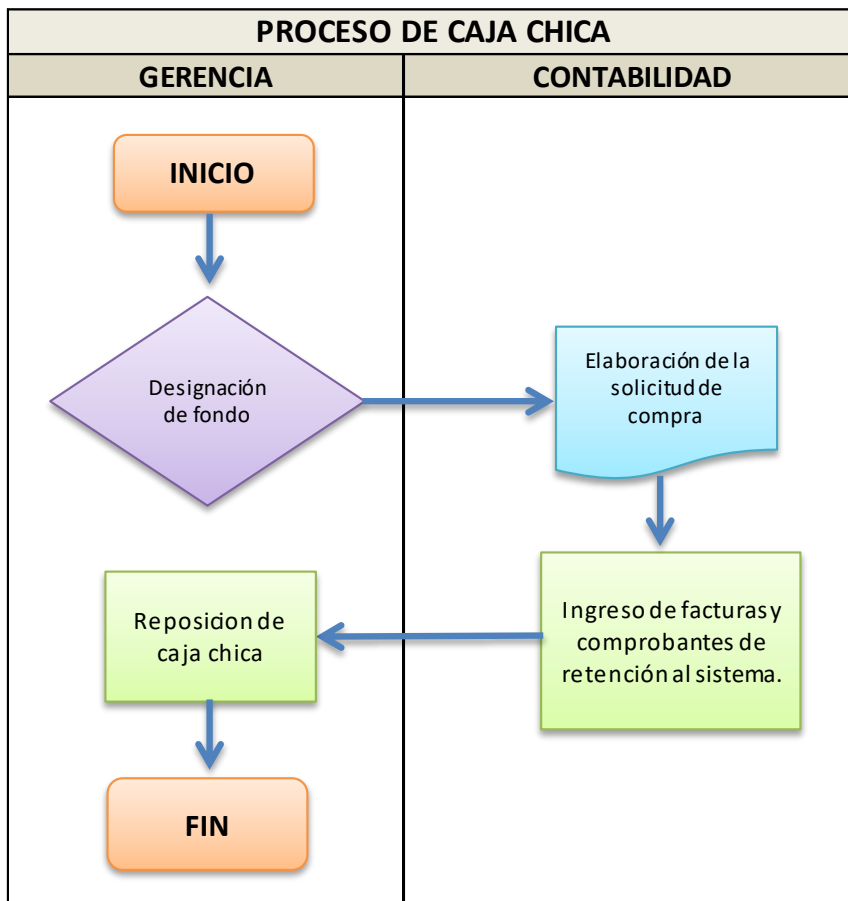 PROCESO DE CAJA CHICA
GERENCIA
CONTABILIDAD
INICIO
Designación
de fondo
Elaboración de la
solicitud de
compra
Ingreso de facturas y
comprobantes de
retención al sistema.
Reposicion de
caja chica
FIN